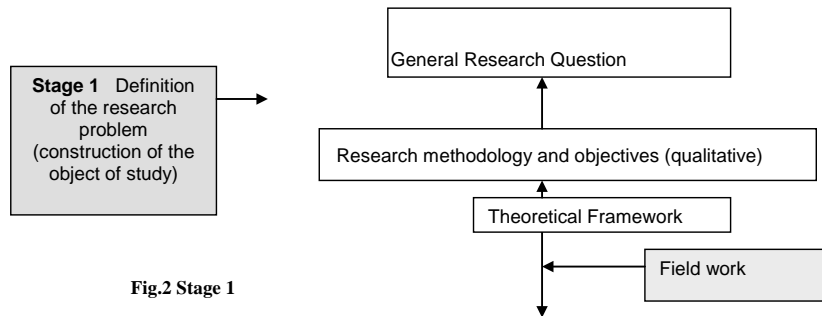 General Research Question
Stage 1 Definition
of the research
problem
(construction of the
object of study)
Research methodology and objectives (qualitative)
Theoretical Framework
Field work
Fig.2 Stage 1